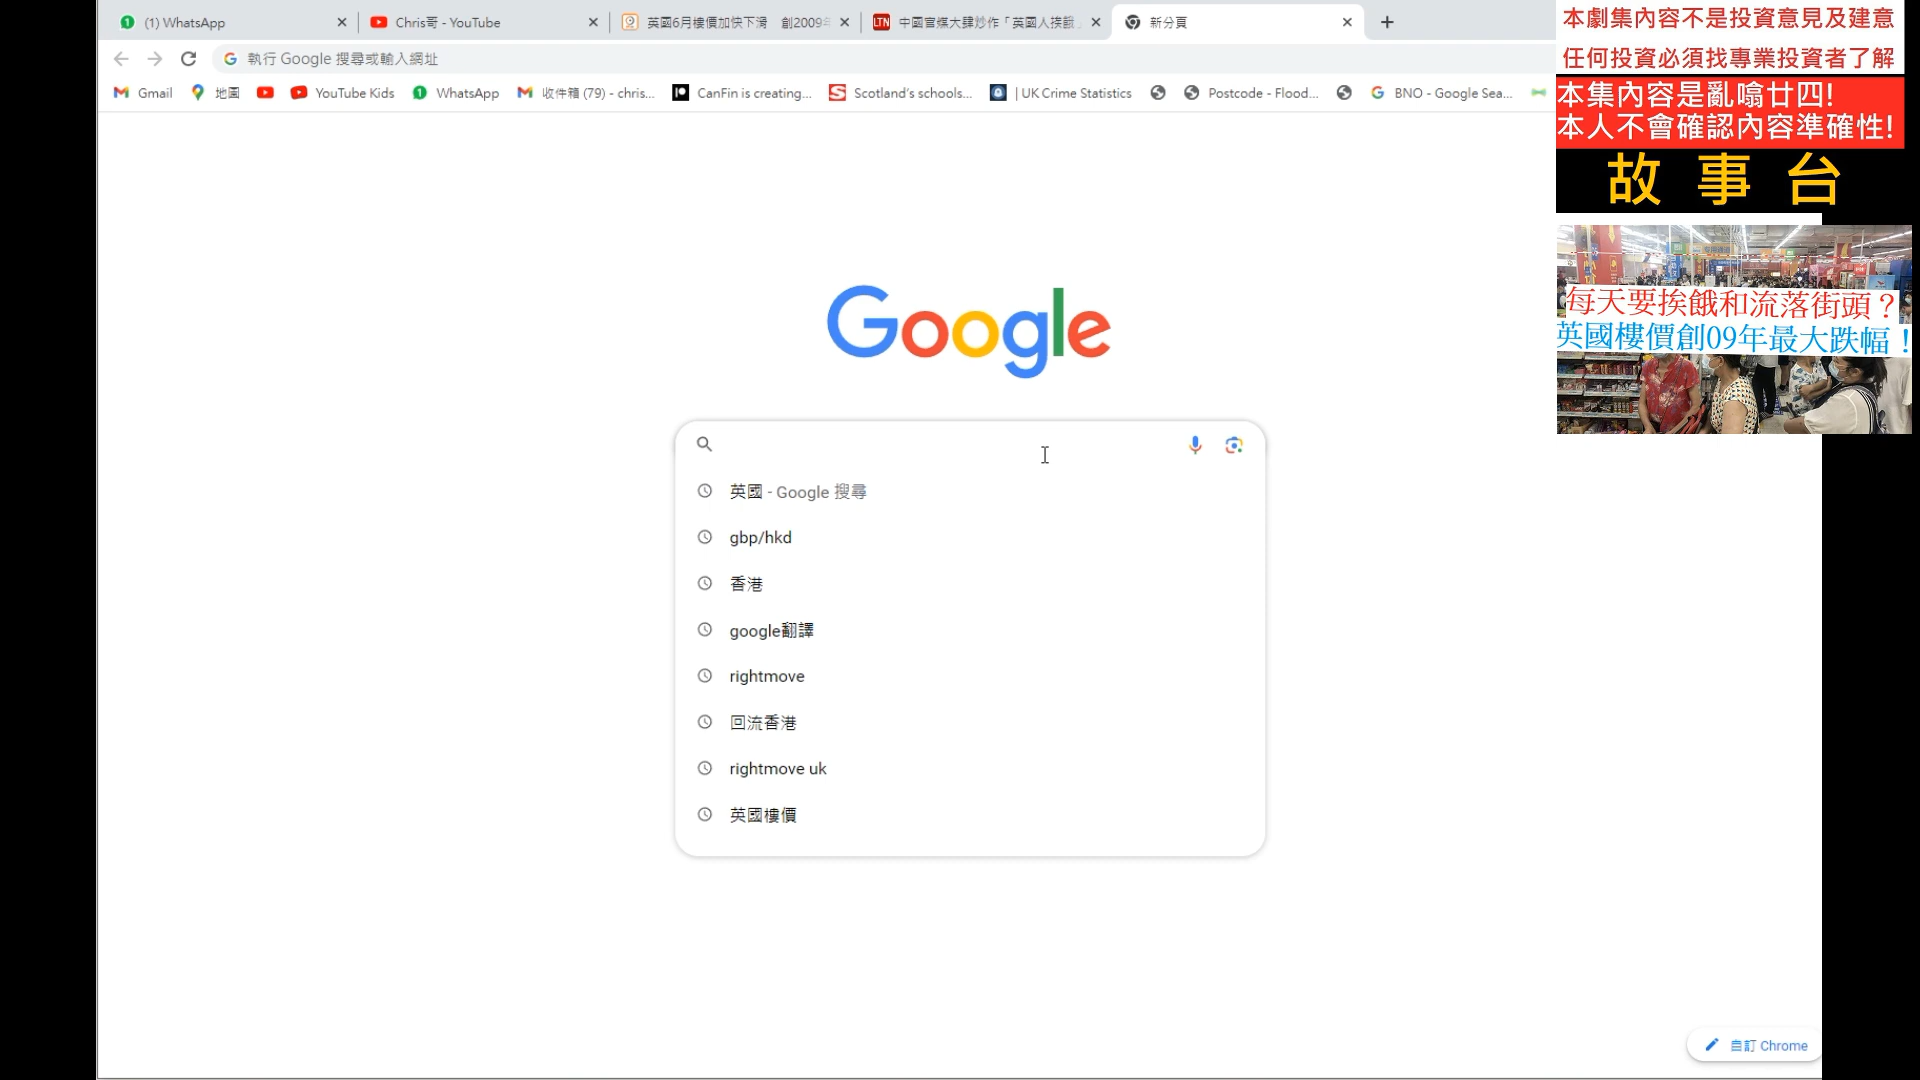 (1) WhatsApp
Chris哥 - YouTube
英國6月樓價加快下滑 創2009
中國官媒大肆炒作「英國人挨餓」
新分頁
執行 Google 搜尋或輸入網址
Gmail
地圖
YouTube Kids
WhatsApp
收件箱 (79) - chris...
CanFin is creating...
Scotland's schools...
| UK Crime Statistics
Postcode - Flood...
BNO - Google Sea...
本劇集內容不是投資意見及建意
任何投資必須找專業投資者了解
本集內容是亂噏廿四!
本人不會確認內容準確性!
故事台
每天要挨餓和流落街頭？
英國樓價創09年最大跌幅！
Google
英國 - Google 搜尋
gbp/hkd
香港
google翻譯
rightmove
回流香港
rightmove uk
英國樓價
自訂 Chrome